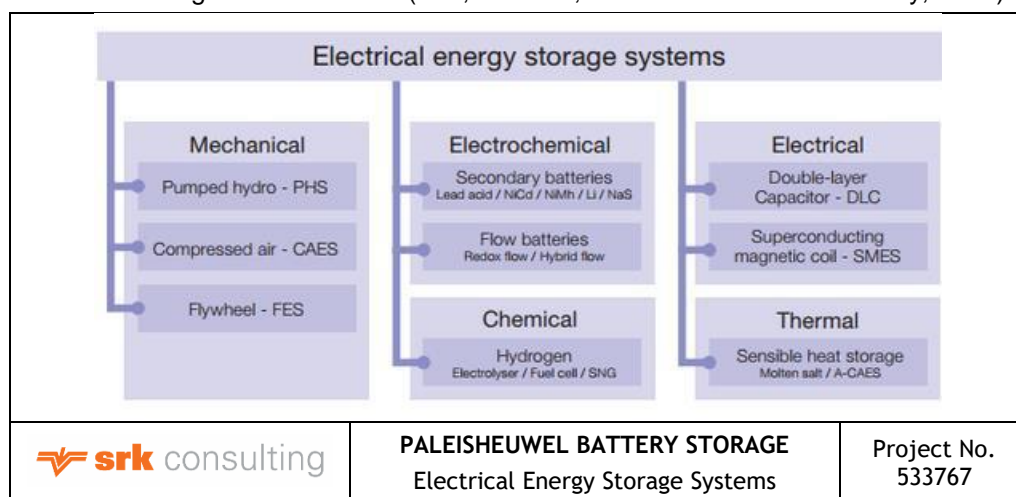 Electrical energy storage systems
Mechanical
Pumped hydro - PHS
Compressed air - CAES
Flywheel - FES
Electrochemical
Secondary batteries
Lead acid / NiCd / NiMh / Li / NaS
Flow batteries
Redox flow / Hybrid flow
Chemical
Hydrogen
Electrolyser / Fuel cell / SNG
Electrical
Double-layer
Capacitor - DLC
Superconducting
magnetic coil - SMES
Thermal
Sensible heat storage
Molten salt / A-CAES
srk consulting
PALEISHEUWEL BATTERY STORAGE
Electrical Energy Storage Systems
Project No.
533767